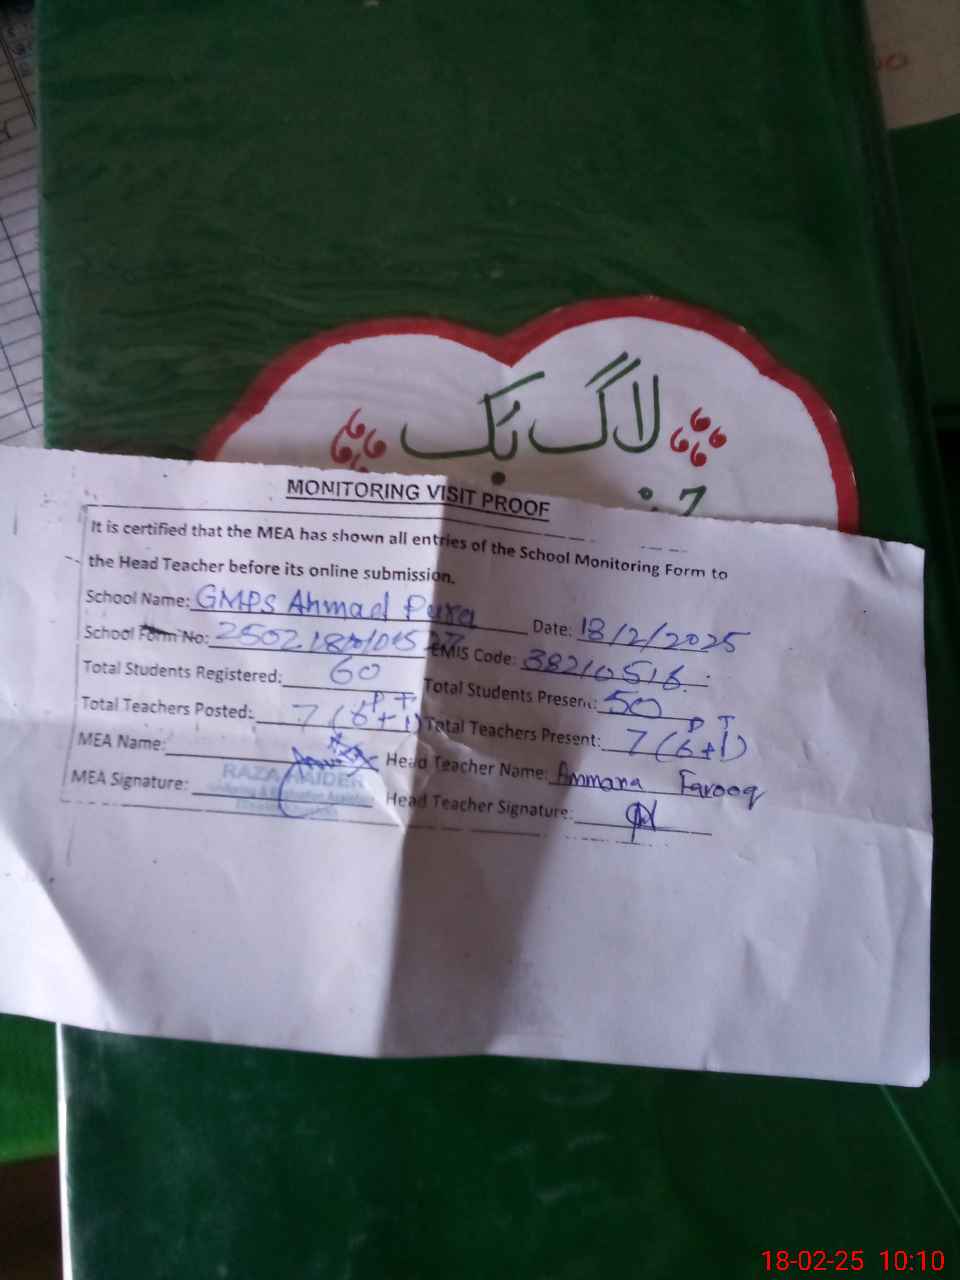 لاگ بک
MONITORING VISIT PROOF
It is certified that the MEA has shown all entries of the School Monitoring Form to
the Head Teacher before its online submission.
School Name: GMPS Ahmad Pura Date: 18/2/2025
School Form No: EMIS Code: 38210516
Total Students Registered: 60 Total Students Present: 50
P T P T
Total Teachers Posted: 7 (6+1) Total Teachers Present: 7 (6+1)
MEA Name: Head Teacher Name: Ammara Farooq
RAZA HAIDER
MEA Signature: Head Teacher Signature:
18-02-25 10:10